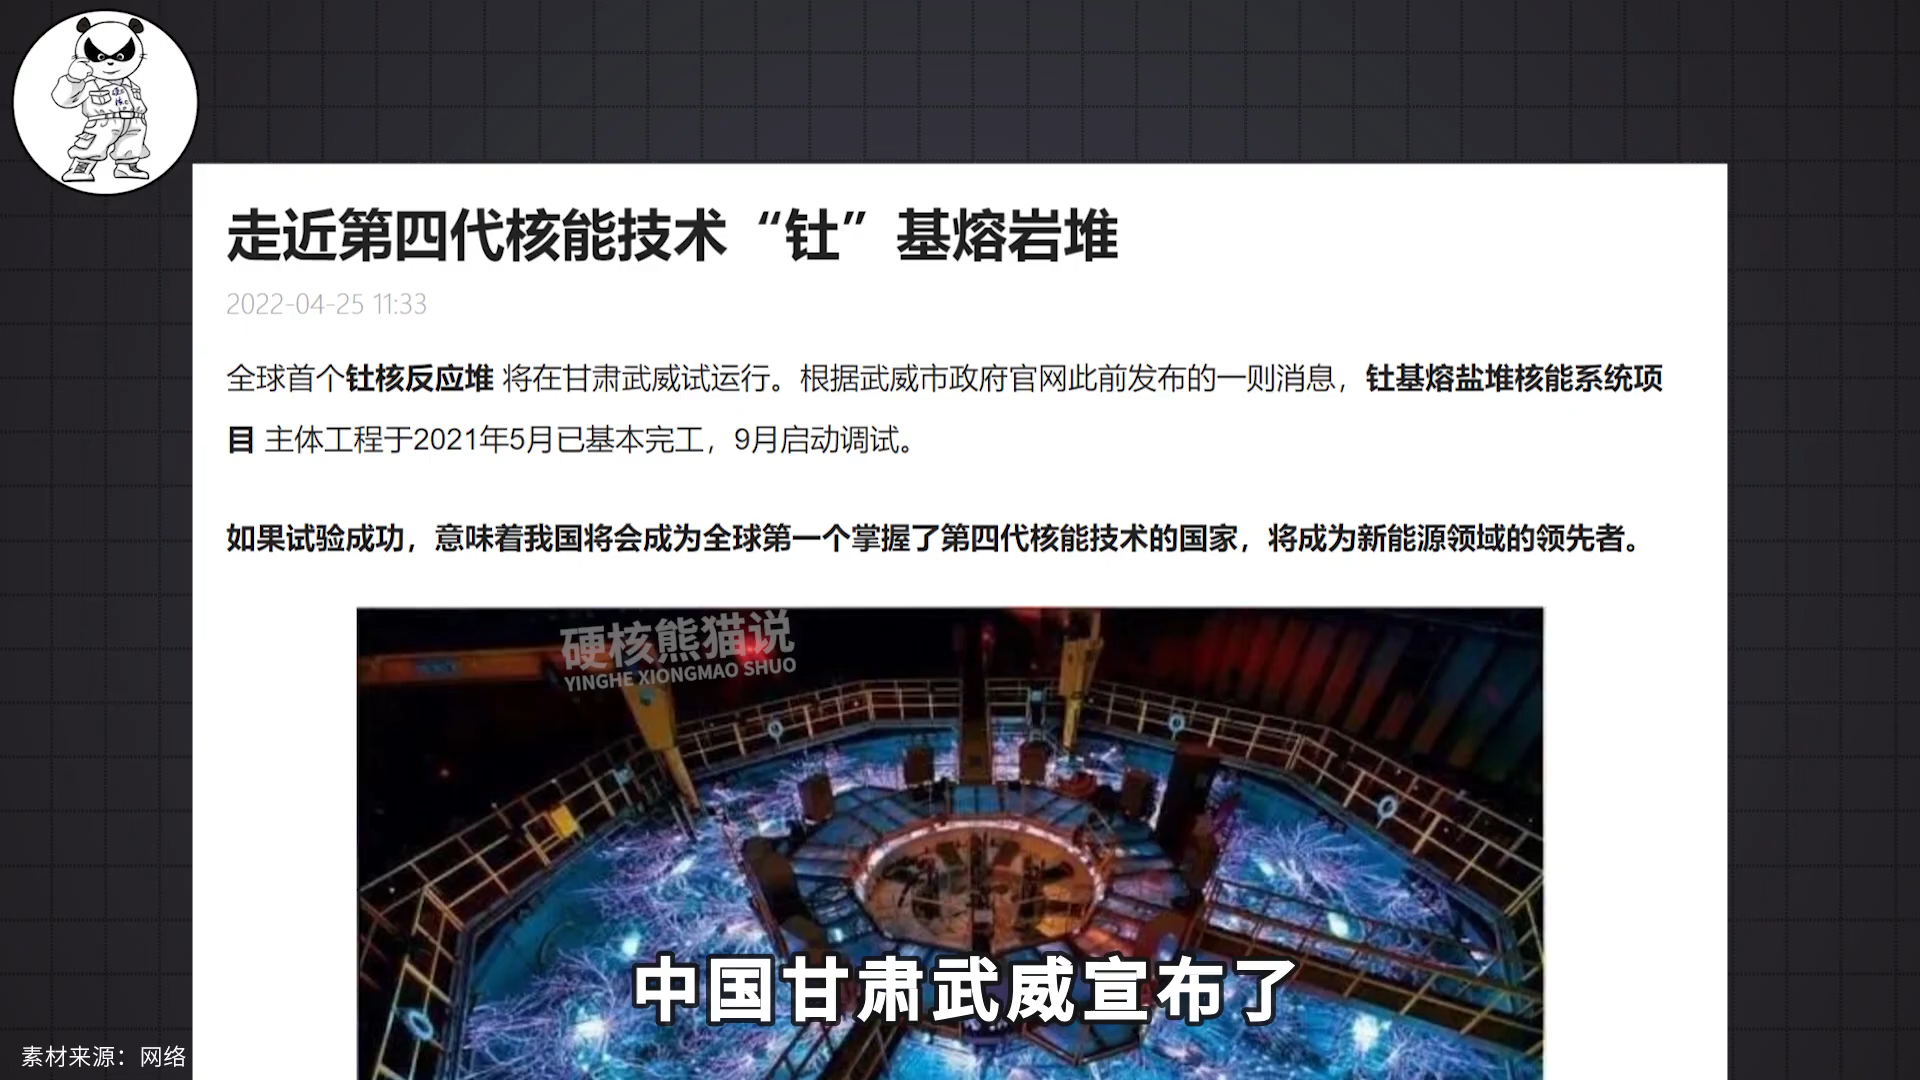 走近第四代核能技术“钍”基熔岩堆
2022-04-25 11:33
全球首个钍核反应堆 将在甘肃武威试运行。根据武威市政府官网此前发布的一则消息，钍基熔盐堆核能系统项
目 主体工程于2021年5月已基本完工，9月启动调试。
如果试验成功，意味着我国将会成为全球第一个掌握了第四代核能技术的国家，将成为新能源领域的领先者。
硬核熊猫说
YINGHE XIONGMAO SHUO
中国甘肃武威宣布了
素材来源：网络